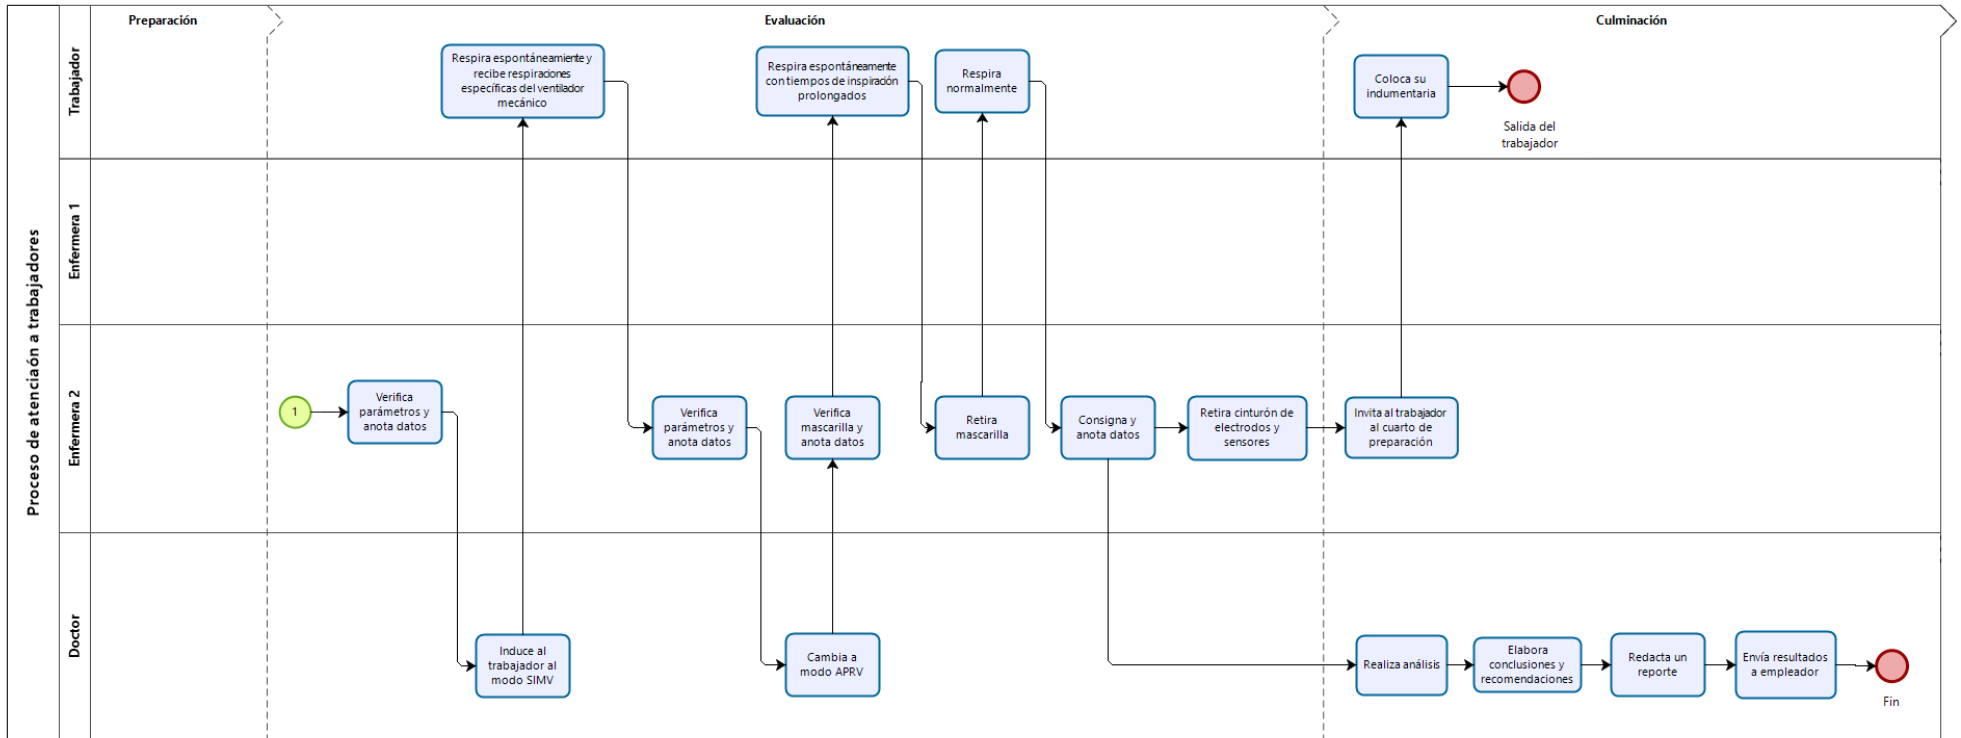 Preparación
Evaluación
Culminación
Proceso de atenciaón a trabajadores
Trabajador
Respira espontáneamiente y
recibe respiraciones
específicas del ventilador
mecánico
Respira espontáneamente
con tiempos de inspiración
prolongados
Respira
normalmente
Coloca su
indumentaria
Salida del
trabajador
Enfermera 1
Enfermera 2
1
Verifica
parámetros y
anota datos
Verifica
parámetros y
anota datos
Verifica
mascarilla y
anota datos
Retira
mascarilla
Consigna y
anota datos
Retira cinturón de
electrodos y
sensores
Invita al trabajador
al cuarto de
preparación
Doctor
Induce al
trabajador al
modo SIMV
Cambia a
modo APRV
Realiza análisis
Elabora
conclusiones y
recomendaciones
Redacta un
reporte
Envía resultados
a empleador
Fin